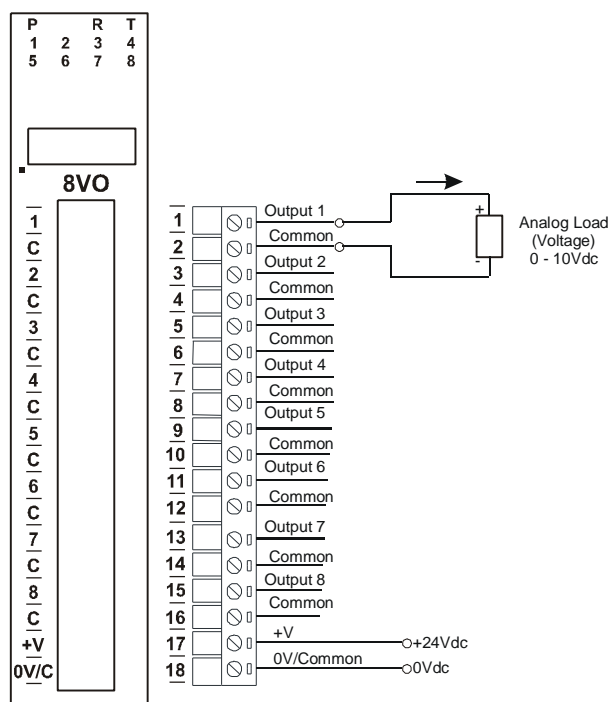 P R T
1 2 3 4
5 6 7 8
8VO
1
C
2
C
3
C
4
C
5
C
6
C
7
C
8
C
+V
0V/C
1 Output 1
2 Common
3 Output 2
4 Common
5 Output 3
6 Common
7 Output 4
8 Common
9 Output 5
10 Common
11 Output 6
12 Common
13 Output 7
14 Common
15 Output 8
16 Common
17 +V +24Vdc
18 0V/Common 0Vdc
+
-
Analog Load
(Voltage)
0 - 10Vdc